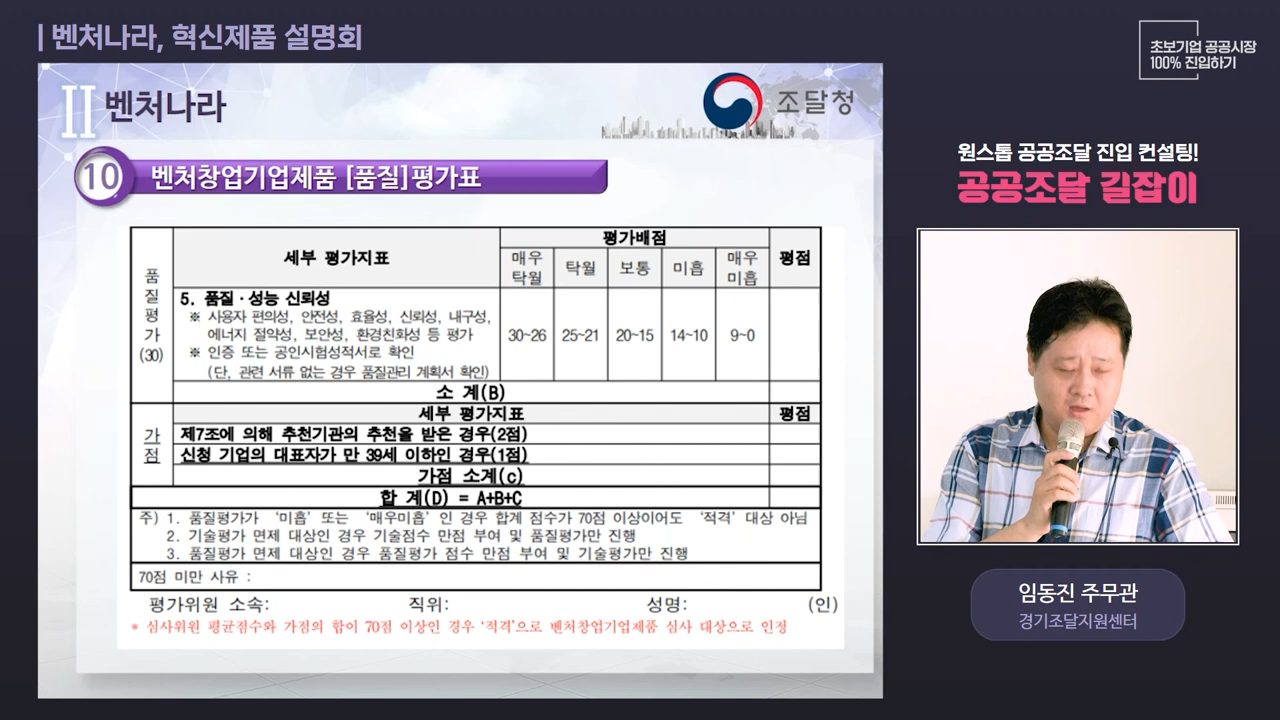 | 벤처나라, 혁신제품 설명회
초보기업 공공시장
100% 진입하기
II 벤처나라
조달청
10 벤처창업기업제품 [품질]평가표
원스톱 공공조달 진입 컨설팅!
공공조달 길잡이
품질평가(30)
세부 평가지표
평가배점
평점
매우탁월 탁월 보통 미흡 매우미흡
5. 품질·성능 신뢰성
※ 사용자 편의성, 안전성, 효율성, 신뢰성, 내구성,
에너지 절약성, 보안성, 환경친화성 등 평가
※ 인증 또는 공인시험성적서로 확인
(단, 관련 서류 없는 경우 품질관리 계획서 확인)
30~26 25~21 20~15 14~10 9~0
소 계(B)
가점
세부 평가지표 평점
제7조에 의해 추천기관의 추천을 받은 경우(2점)
신청 기업의 대표자가 만 39세 이하인 경우(1점)
가점 소계(c)
합 계(D) = A+B+C
주) 1. 품질평가가 ‘미흡’ 또는 ‘매우미흡’인 경우 합계 점수가 70점 이상이어도 ‘적격’ 대상 아님
2. 기술평가 면제 대상인 경우 기술점수 만점 부여 및 품질평가만 진행
3. 품질평가 면제 대상인 경우 품질평가 점수 만점 부여 및 기술평가만 진행
70점 미만 사유 :
평가위원 소속: 직위: 성명: (인)
* 심사위원 평균점수와 가점의 합이 70점 이상인 경우 ‘적격’으로 벤처창업기업제품 심사 대상으로 인정
임동진 주무관
경기조달지원센터